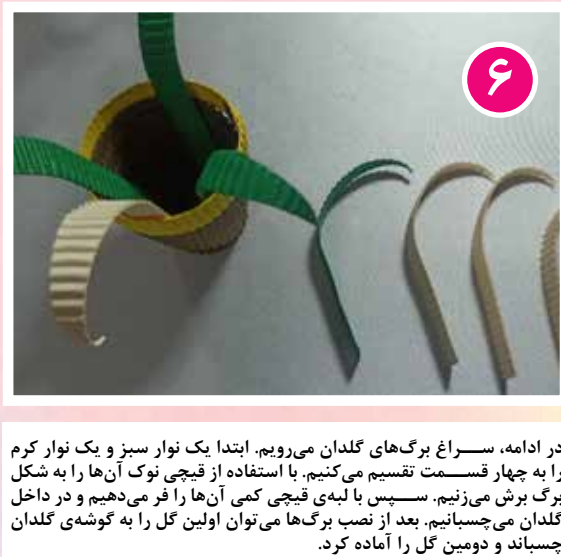 ۶
در ادامه، ســراغ برگ‌های گلدان می‌رویم. ابتدا یک نوار سبز و یک نوار کرم
را به چهار قســمت تقسیم می‌کنیم. با استفاده از قیچی نوک آن‌ها را به شکل
برگ برش می‌زنیم. ســپس با لبه‌ی قیچی کمی آن‌ها را فر می‌دهیم و در داخل
گلدان می‌چسبانیم. بعد از نصب برگ‌ها می‌توان اولین گل را به گوشه‌ی گلدان
چسباند و دومین گل را آماده کرد.